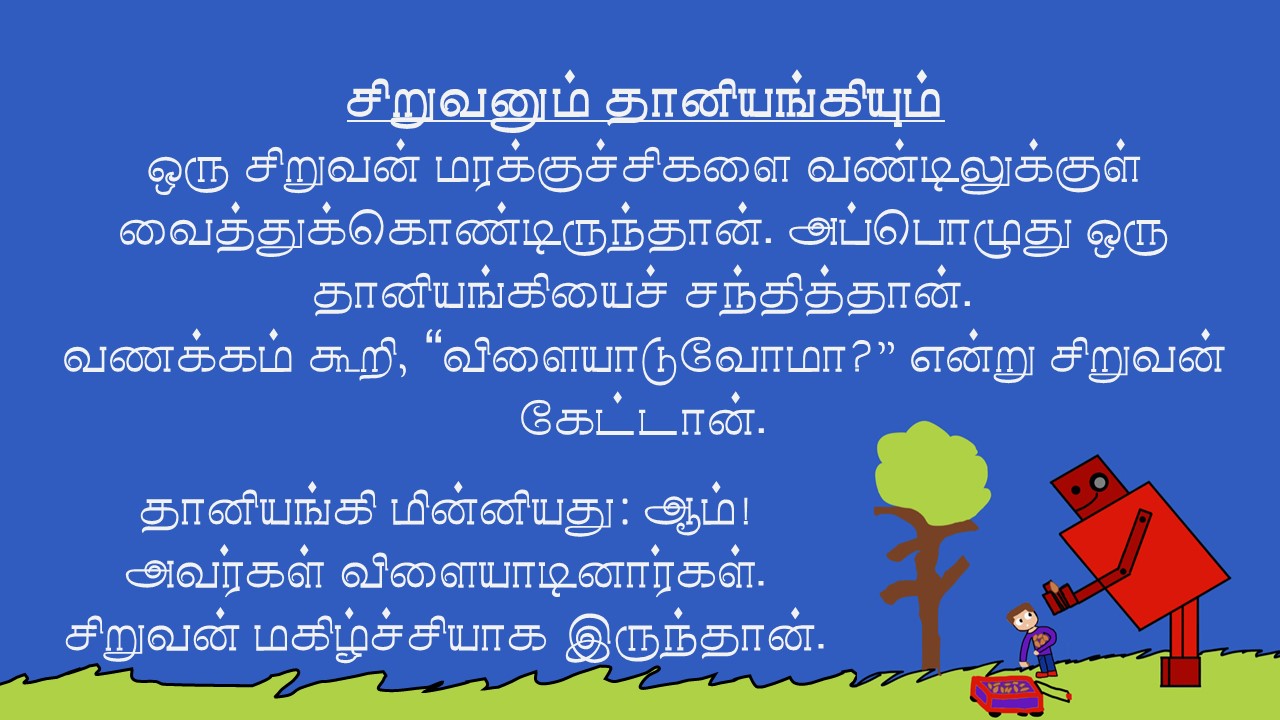 சிறுவனும் தானியங்கியும்
ஒரு சிறுவன் மரக்குச்சிகளை வண்டிலுக்குள்
வைத்துக்கொண்டிருந்தான். அப்பொழுது ஒரு
தானியங்கியைச் சந்தித்தான்.
வணக்கம் கூறி, “விளையாடுவோமா?” என்று சிறுவன்
கேட்டான்.
தானியங்கி மின்னியது: ஆம்!
அவர்கள் விளையாடினார்கள்.
சிறுவன் மகிழ்ச்சியாக இருந்தான்.